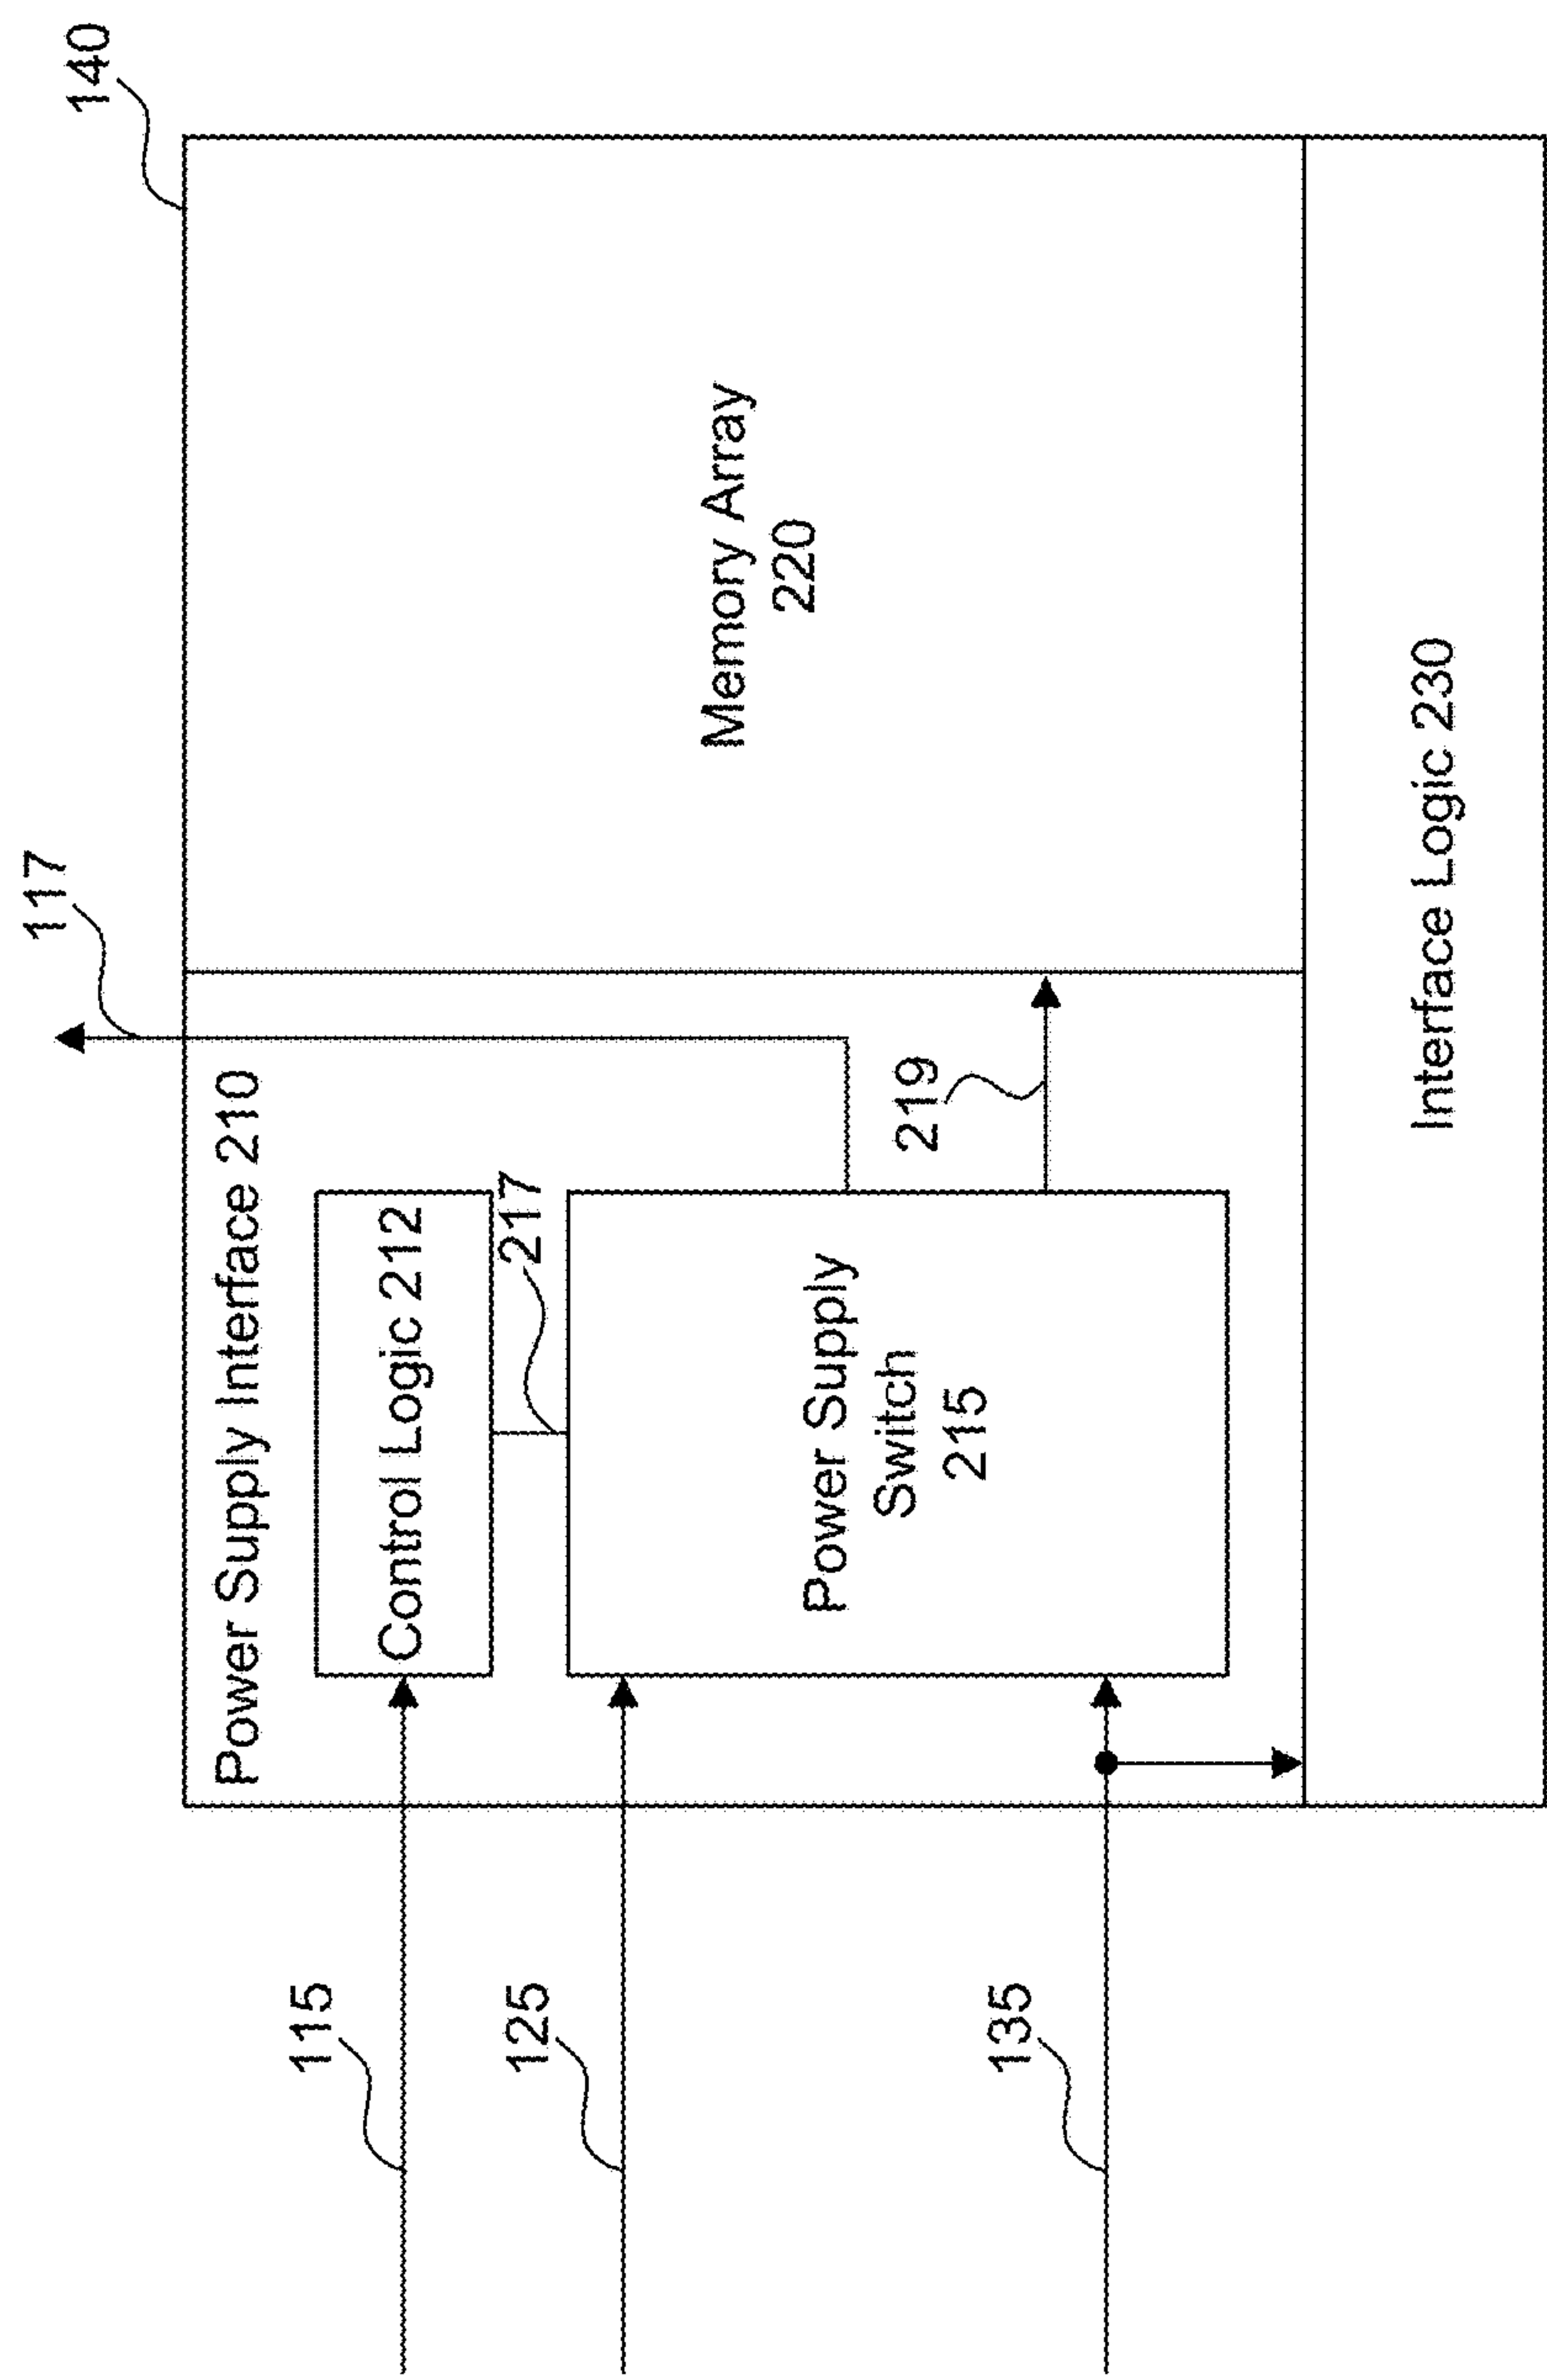 140
117
Power Supply Interface 210
Control Logic 212
217
Power Supply
Switch
215
219
Memory Array
220
Interface Logic 230
115
125
135